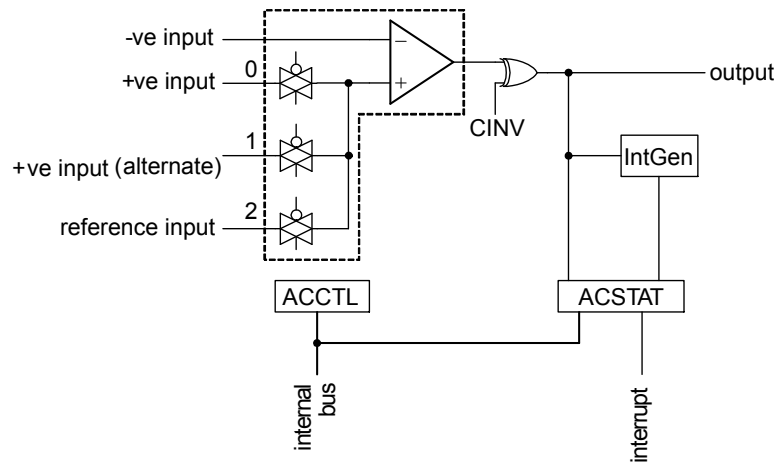 -ve input
+ve input
0
output
CINV
1
+ve input (alternate)
IntGen
2
reference input
ACCTL
ACSTAT
internal
bus
interrupt